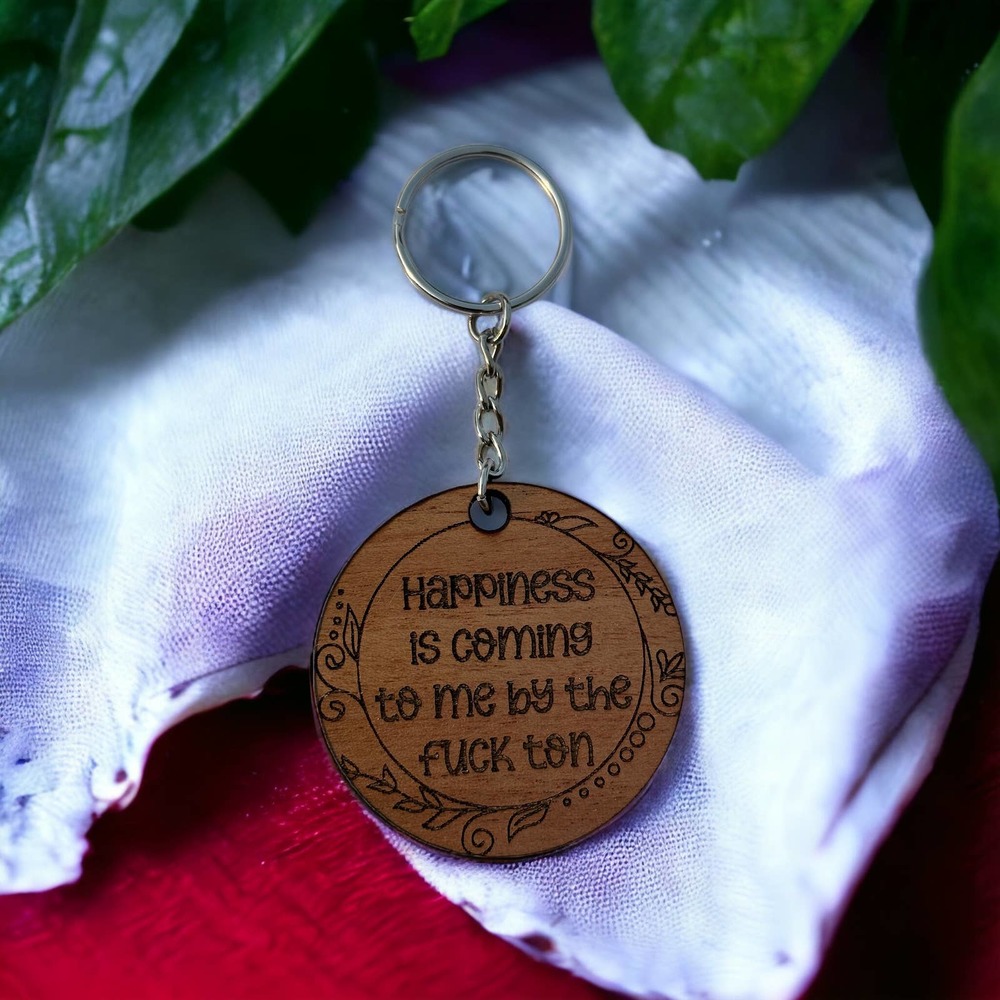 Happiness
is coming
to me by the
fuck ton